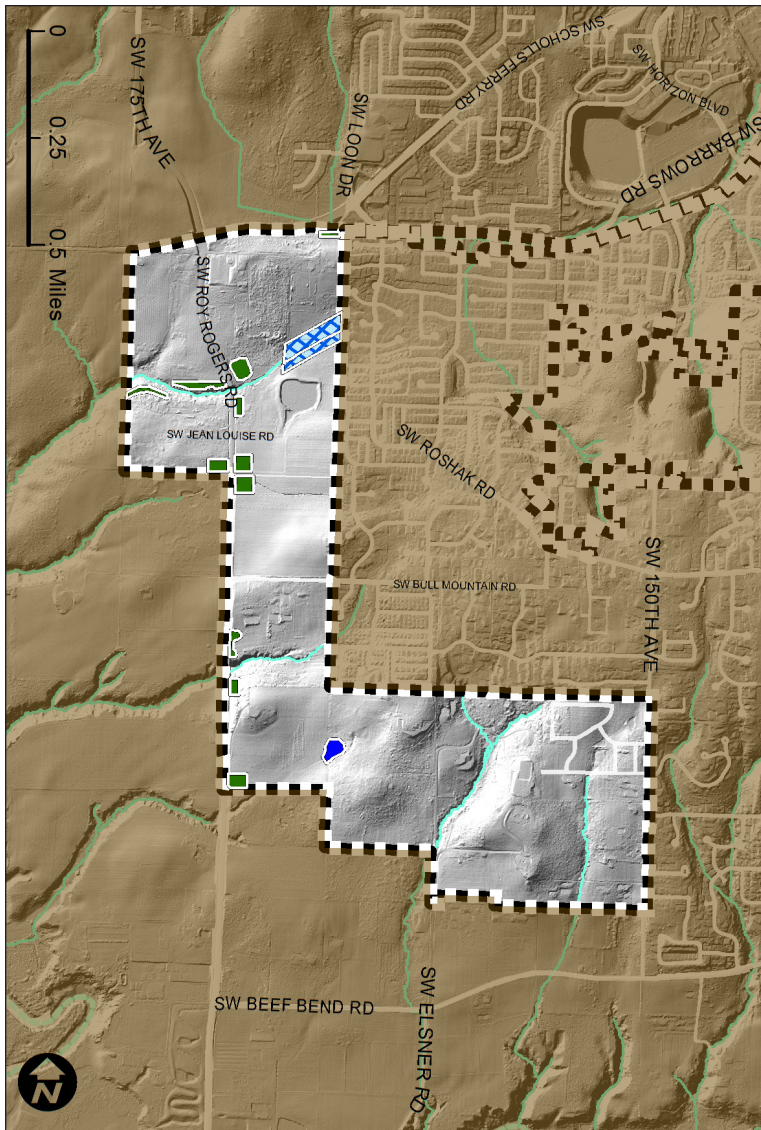 SW SCHOLLS FERRY RD
SW HORIZON BLVD
SW 175TH AVE
SW LOON DR
SW BARROWS RD
0
0.25
0.5 Miles
SW ROY ROGERS RD
SW JEAN LOUISE RD
SW ROSHAK RD
SW BULL MOUNTAIN RD
SW 150TH AVE
SW BEEF BEND RD
SW ELSNER RD
N